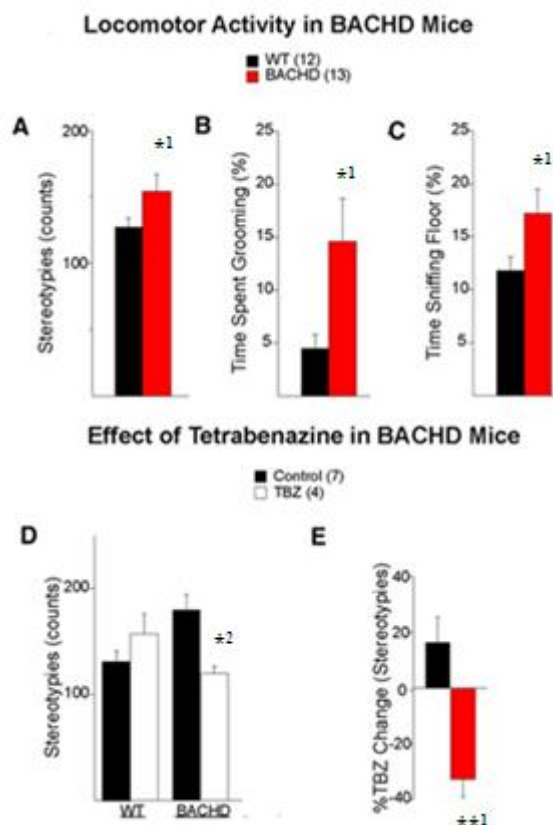 Locomotor Activity in BACHD Mice
WT (12)
BACHD (13)
A
200
100
Stereotypies (counts)
*1
B
25
20
15
10
5
Time Spent Grooming (%)
*1
C
25
20
15
10
5
Time Sniffing Floor (%)
*1
Effect of Tetrabenazine in BACHD Mice
Control (7)
TBZ (4)
D
200
100
Stereotypies (counts)
*2
WT
BACHD
E
40
20
0
-20
-40
%TBZ Change (Stereotypies)
**1